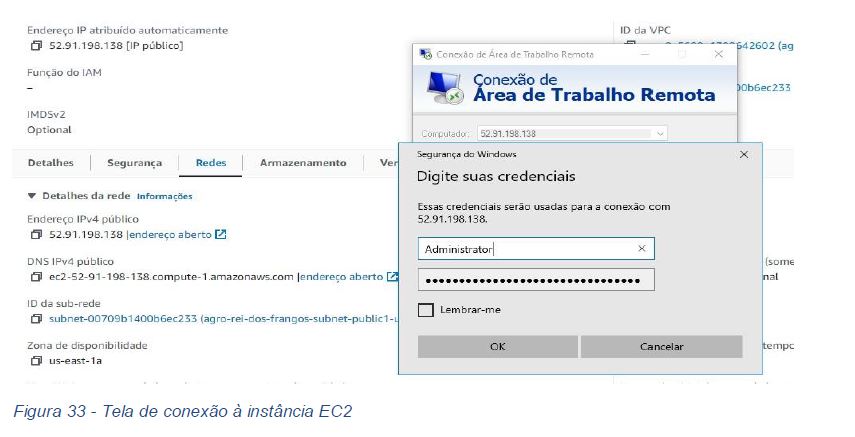 Endereço IP atribuído automaticamente
52.91.198.138 [IP público]
Função do IAM
–
IMDSv2
Optional
ID da VPC
642602 (ag
00b6ec233
Detalhes
Segurança
Redes
Armazenamento
Ver
Detalhes da rede Informações
Endereço IPv4 público
52.91.198.138 |endereço aberto
DNS IPv4 público
ec2-52-91-198-138.compute-1.amazonaws.com |endereço aberto
ID da sub-rede
subnet-00709b1400b6ec233 (agro-rei-dos-frangos-subnet-public1-u
Zona de disponibilidade
us-east-1a
(some
nal
tempo
Conexão de Área de Trabalho Remota
Conexão de
Área de Trabalho Remota
Computador:
52.91.198.138
Segurança do Windows
Digite suas credenciais
Essas credenciais serão usadas para a conexão com
52.91.198.138.
Administrator
Lembrar-me
OK
Cancelar
Figura 33 - Tela de conexão à instância EC2